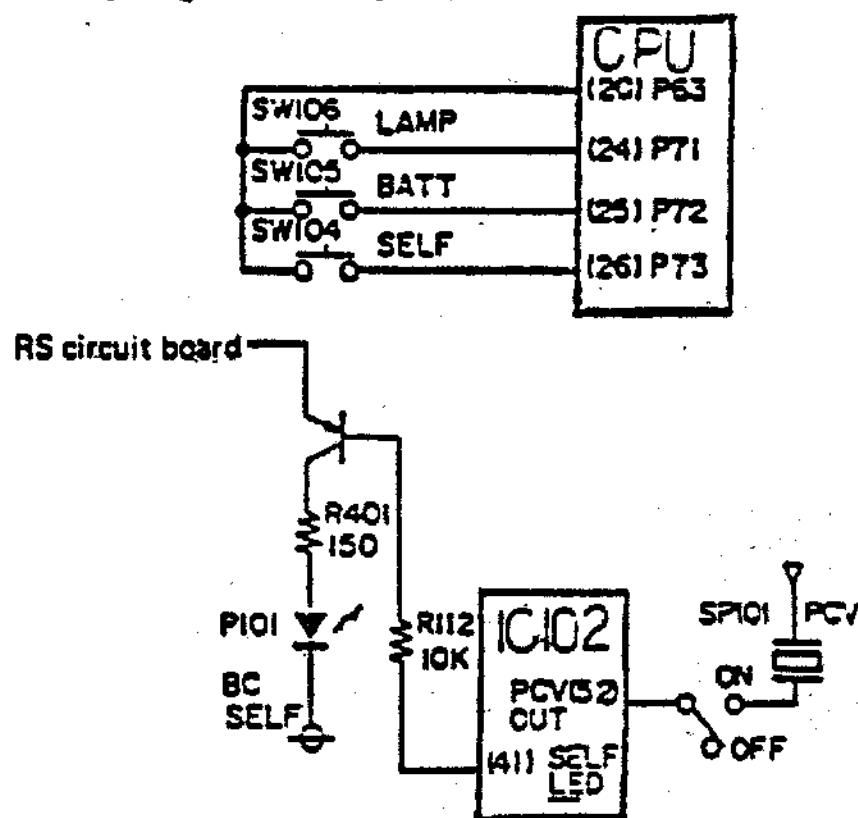 CPU
(20) P63
SW106
LAMP
(24) P71
SW105
BATT
(25) P72
SW104
SELF
(26) P73
RS circuit board
R401
150
P101
R112
10K
BC
SELF
IC102
PCV(52)
OUT
(41) SELF
LED
SP101
PCV
ON
OFF